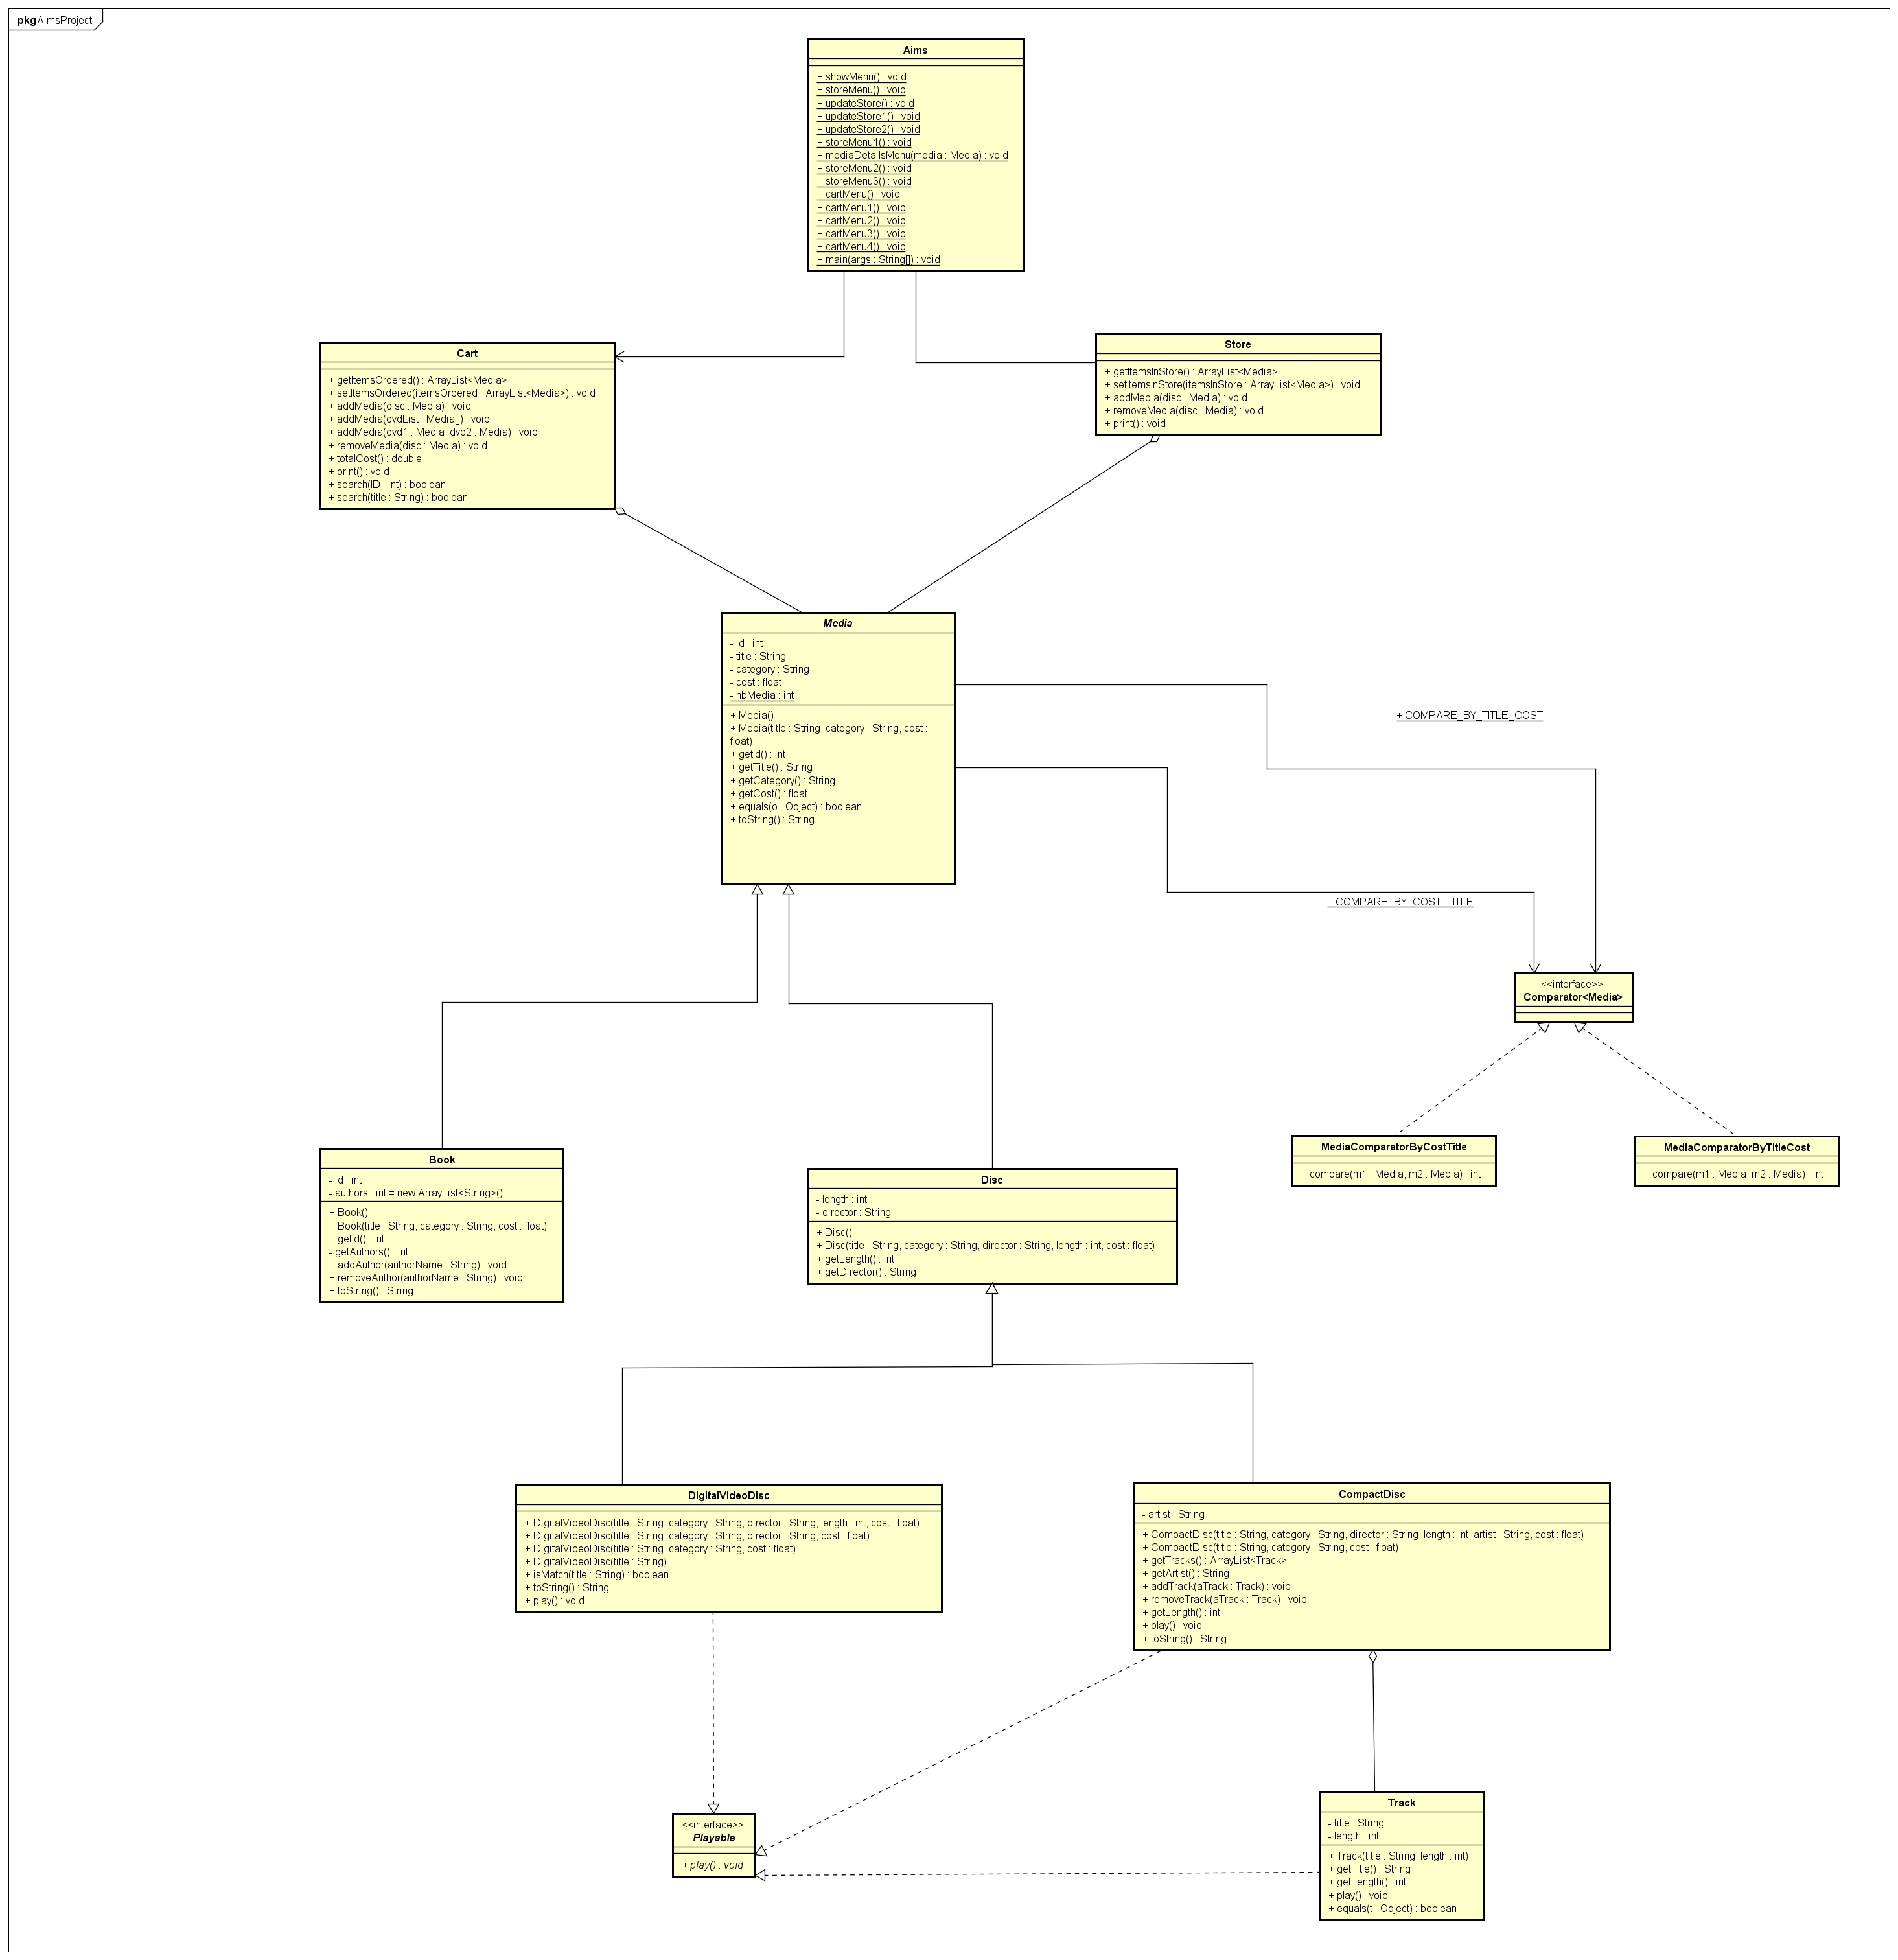 pkg AimsProject
Aims
+ showMenu() : void
+ storeMenu() : void
+ updateStore() : void
+ updateStore1() : void
+ updateStore2() : void
+ storeMenu1() : void
+ mediaDetailsMenu(media : Media) : void
+ storeMenu2() : void
+ storeMenu3() : void
+ cartMenu() : void
+ cartMenu1() : void
+ cartMenu2() : void
+ cartMenu3() : void
+ cartMenu4() : void
+ main(args : String[]) : void
Cart
+ getItemsOrdered() : ArrayList<Media>
+ setItemsOrdered(itemsOrdered : ArrayList<Media>) : void
+ addMedia(disc : Media) : void
+ addMedia(dvdList : Media[]) : void
+ addMedia(dvd1 : Media, dvd2 : Media) : void
+ removeMedia(disc : Media) : void
+ totalCost() : double
+ print() : void
+ search(ID : int) : boolean
+ search(title : String) : boolean
Store
+ getItemsInStore() : ArrayList<Media>
+ setItemsInStore(itemsInStore : ArrayList<Media>) : void
+ addMedia(disc : Media) : void
+ removeMedia(disc : Media) : void
+ print() : void
Media
- id : int
- title : String
- category : String
- cost : float
- nbMedia : int
+ Media()
+ Media(title : String, category : String, cost :
float)
+ getId() : int
+ getTitle() : String
+ getCategory() : String
+ getCost() : float
+ equals(o : Object) : boolean
+ toString() : String
+ COMPARE_BY_TITLE_COST
+ COMPARE_BY_COST_TITLE
<<interface>>
Comparator<Media>
MediaComparatorByCostTitle
+ compare(m1 : Media, m2 : Media) : int
MediaComparatorByTitleCost
+ compare(m1 : Media, m2 : Media) : int
Book
- id : int
- authors : int = new ArrayList<String>()
+ Book()
+ Book(title : String, category : String, cost : float)
+ getId() : int
- getAuthors() : int
+ addAuthor(authorName : String) : void
+ removeAuthor(authorName : String) : void
+ toString() : String
Disc
- length : int
- director : String
+ Disc()
+ Disc(title : String, category : String, director : String, length : int, cost : float)
+ getLength() : int
+ getDirector() : String
DigitalVideoDisc
+ DigitalVideoDisc(title : String, category : String, director : String, length : int, cost : float)
+ DigitalVideoDisc(title : String, category : String, director : String, cost : float)
+ DigitalVideoDisc(title : String, category : String, cost : float)
+ DigitalVideoDisc(title : String)
+ isMatch(title : String) : boolean
+ toString() : String
+ play() : void
CompactDisc
- artist : String
+ CompactDisc(title : String, category : String, director : String, length : int, artist : String, cost : float)
+ CompactDisc(title : String, category : String, cost : float)
+ getTracks() : ArrayList<Track>
+ getArtist() : String
+ addTrack(aTrack : Track) : void
+ removeTrack(aTrack : Track) : void
+ getLength() : int
+ play() : void
+ toString() : String
<<interface>>
Playable
+ play() : void
Track
- title : String
- length : int
+ Track(title : String, length : int)
+ getTitle() : String
+ getLength() : int
+ play() : void
+ equals(t : Object) : boolean